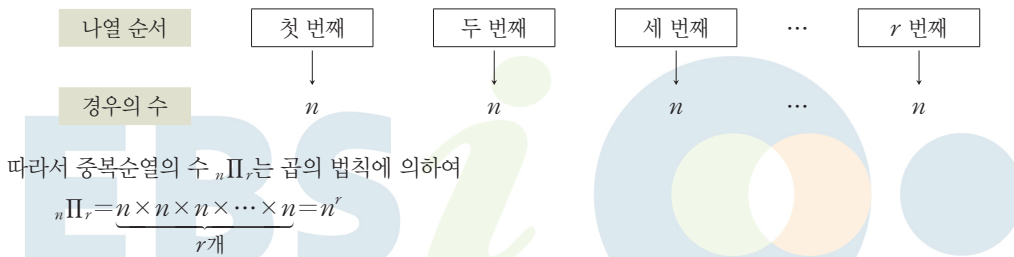 나열 순서 첫 번째 두 번째 세 번째 … r 번째
경우의 수 n n n … n
따라서 중복순열의 수 ₙΠᵣ는 곱의 법칙에 의하여
ₙΠᵣ=n×n×n×…×n=nʳ
r개
EBSi